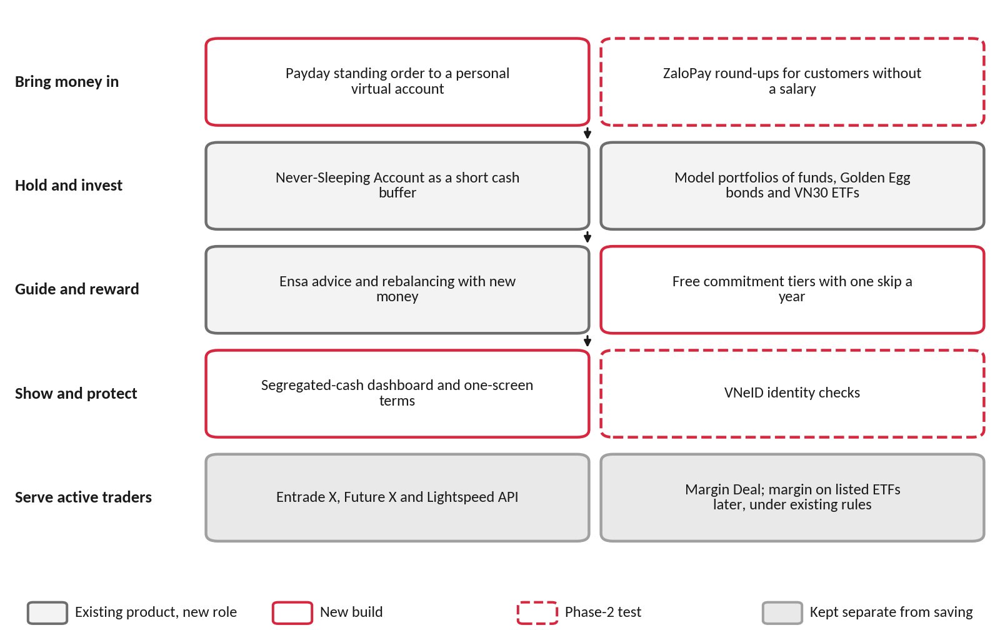 Bring money in
Payday standing order to a personal
virtual account
ZaloPay round-ups for customers without
a salary
Hold and invest
Never-Sleeping Account as a short cash
buffer
Model portfolios of funds, Golden Egg
bonds and VN30 ETFs
Guide and reward
Ensa advice and rebalancing with new
money
Free commitment tiers with one skip a
year
Show and protect
Segregated-cash dashboard and one-screen
terms
VNeID identity checks
Serve active traders
Entrade X, Future X and Lightspeed API
Margin Deal; margin on listed ETFs
later, under existing rules
Existing product, new role
New build
Phase-2 test
Kept separate from saving